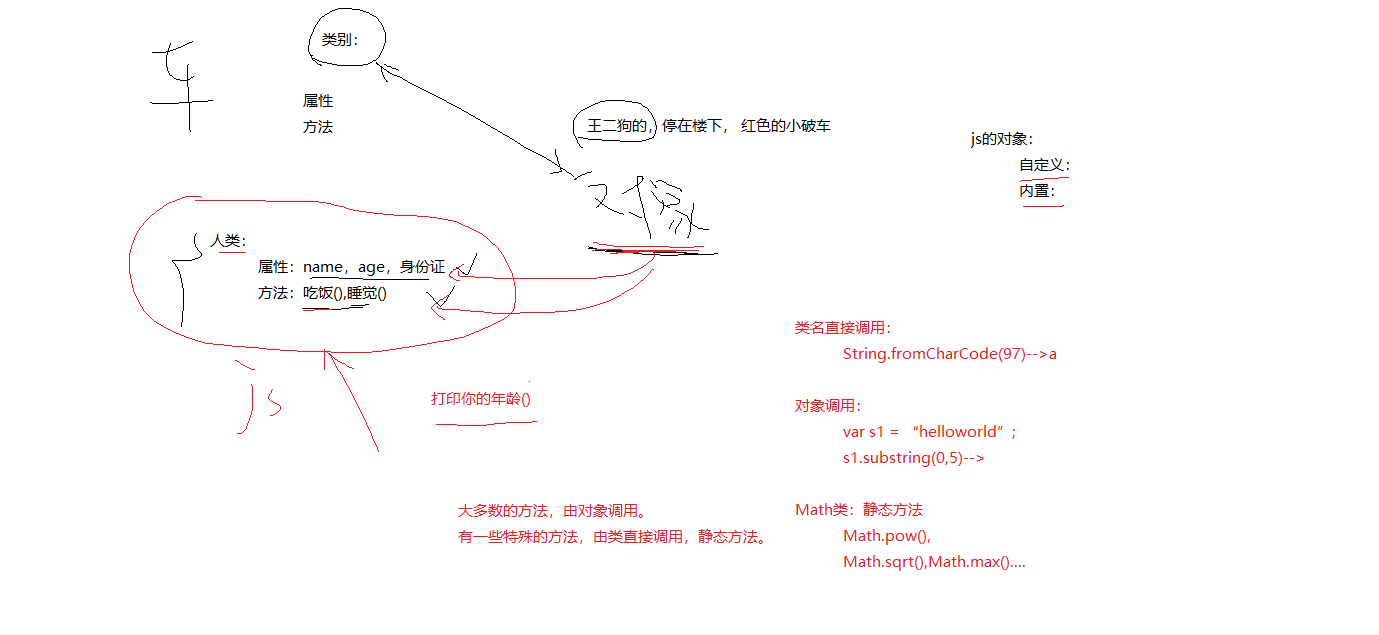 车
类别：
属性
方法
王二狗的，停在楼下， 红色的小破车
对象
js的对象：
自定义：
内置：
人类：
属性：name，age，身份证
方法：吃饭(),睡觉()
js
打印你的年龄()
大多数的方法，由对象调用。
有一些特殊的方法，由类直接调用，静态方法。
类名直接调用：
String.fromCharCode(97)-->a
对象调用：
var s1 = “helloworld”;
s1.substring(0,5)-->
Math类：静态方法
Math.pow(),
Math.sqrt(),Math.max()....